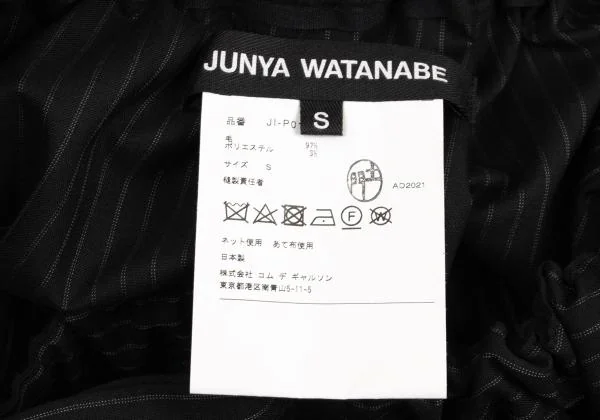 JUNYA WATANABE
S
品番 JI-P0
毛 97%
ポリエステル 3%
サイズ S
縫製責任者
AD2021
F W
ネット使用 あて布使用
日本製
株式会社 コム デ ギャルソン
東京都港区南青山5-11-5